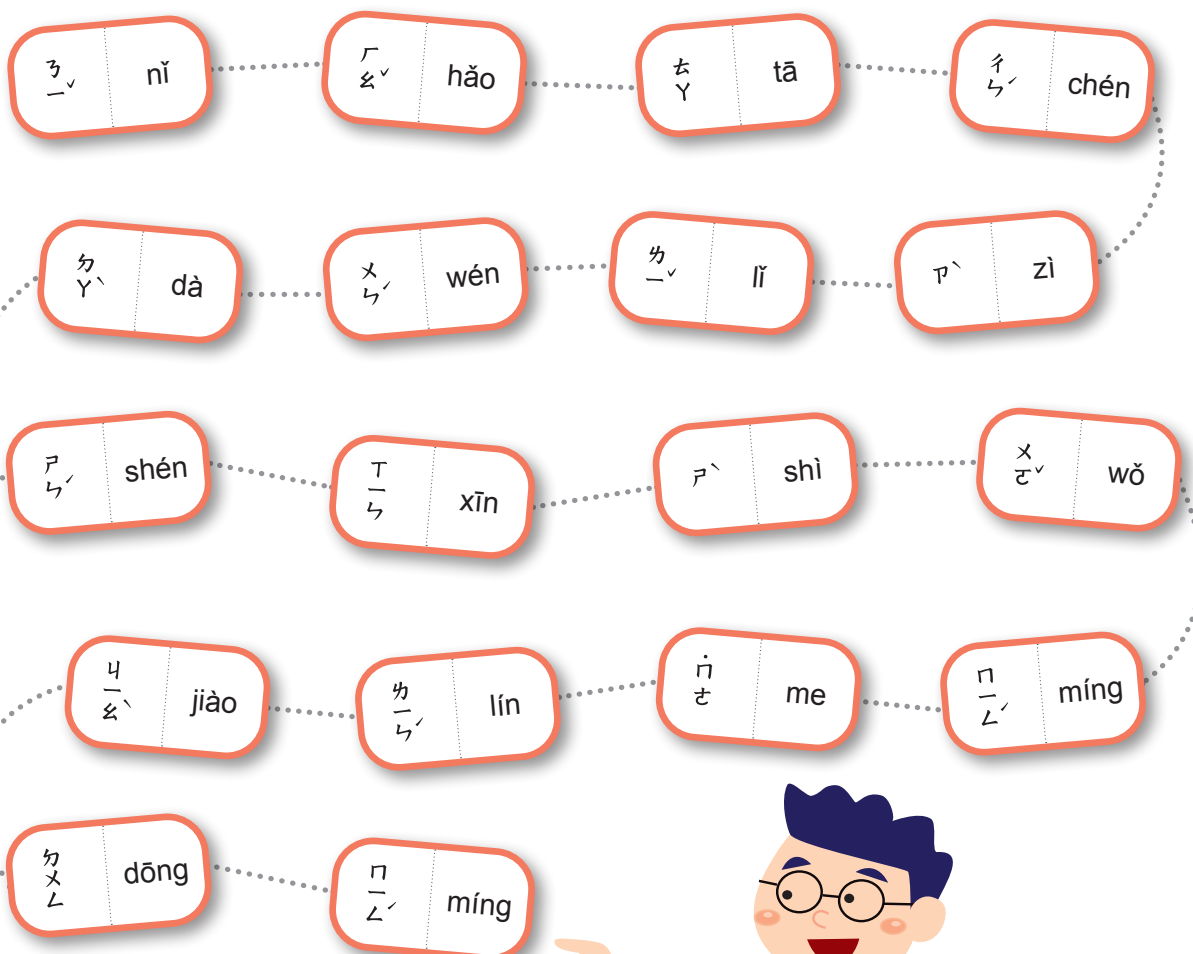 ㄋㄧˇ nǐ ㄏㄠˇ hǎo ㄊㄚ tā ㄔㄣˊ chén
ㄉㄚˋ dà ㄨㄣˊ wén ㄌㄧˇ lǐ ㄗˋ zì
ㄕㄣˊ shén ㄒㄧㄣ xīn ㄕˋ shì ㄨㄛˇ wǒ
ㄐㄧㄠˋ jiào ㄌㄧㄣˊ lín ˙ㄇㄜ me ㄇㄧㄥˊ míng
ㄉㄨㄥ dōng ㄇㄧㄥˊ míng